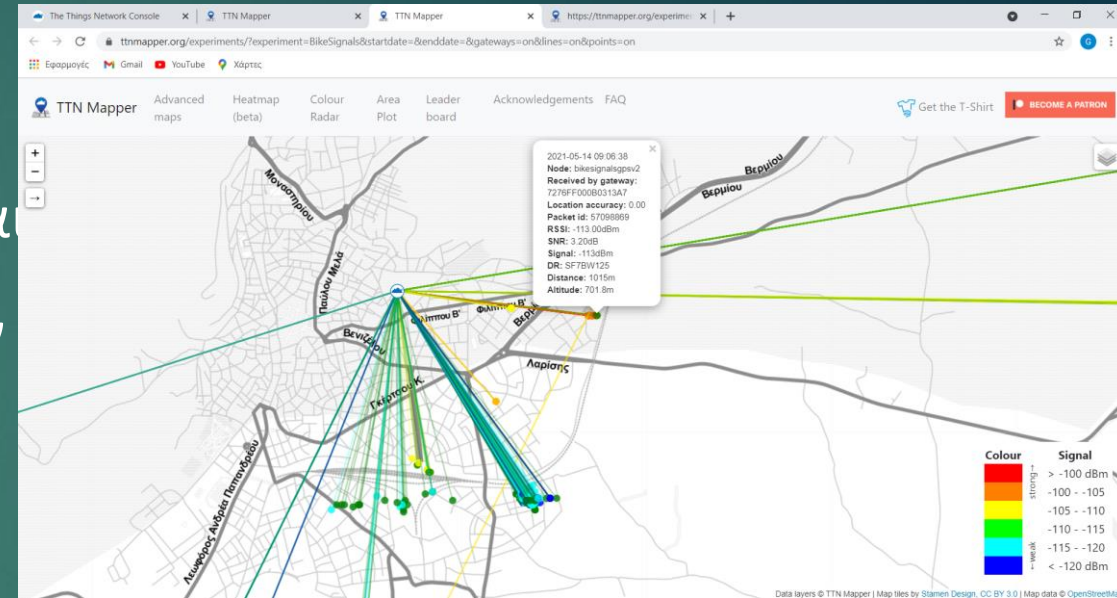 The Things Network Console
TTN Mapper
TTN Mapper
https://ttnmapper.org/experime
ttnmapper.org/experiments/?experiment=BikeSignals&startdate=&enddate=&gateways=on&lines=on&points=on
G
Εφαρμογές
Gmail
YouTube
Χάρτες
TTN Mapper
Advanced maps
Heatmap (beta)
Colour Radar
Area Plot
Leader board
Acknowledgements
FAQ
Get the T-Shirt
BECOME A PATRON
+
−
→
2021-05-14 09:06:38
Node: bikesignalsgpsv2
Received by gateway:
7276FF000B0313A7
Location accuracy: 0.00
Packet id: 57098869
RSSI: -113.00dBm
SNR: 3.20dB
Signal: -113dBm
DR: SF7BW125
Distance: 1015m
Altitude: 701.8m
Μοναστηρίου
Βερμίου
Βερμίου
Παύλου Μελά
Φιλίππου Β'
Βενιζέλου
Λαρίσης
Γκέρτσου Κ.
Λεωφόρος Ανδρέα Παπανδρέου
Colour Signal
strong→
> -100 dBm
-100 - -105
-105 - -110
-110 - -115
-115 - -120
< -120 dBm
←weak
Data layers © TTN Mapper | Map tiles by Stamen Design, CC BY 3.0 | Map data © OpenStreetMa